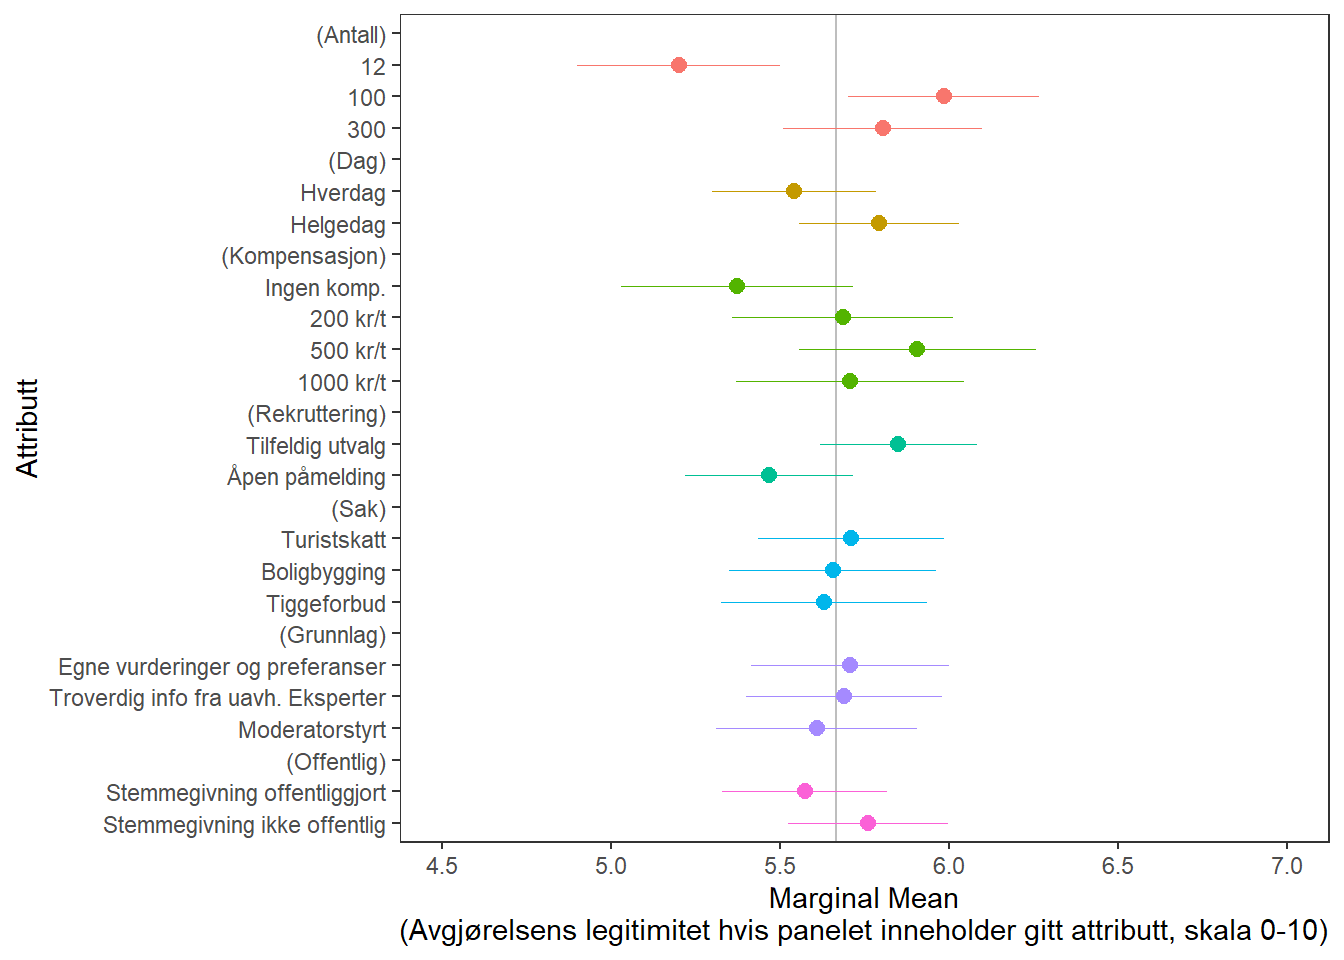 Attributt
(Antall)
12
100
300
(Dag)
Hverdag
Helgedag
(Kompensasjon)
Ingen komp.
200 kr/t
500 kr/t
1000 kr/t
(Rekruttering)
Tilfeldig utvalg
Åpen påmelding
(Sak)
Turistskatt
Boligbygging
Tiggeforbud
(Grunnlag)
Egne vurderinger og preferanser
Troverdig info fra uavh. Eksperter
Moderatorstyrt
(Offentlig)
Stemmegivning offentliggjort
Stemmegivning ikke offentlig
4.5 5.0 5.5 6.0 6.5 7.0
Marginal Mean
(Avgjørelsens legitimitet hvis panelet inneholder gitt attributt, skala 0-10)